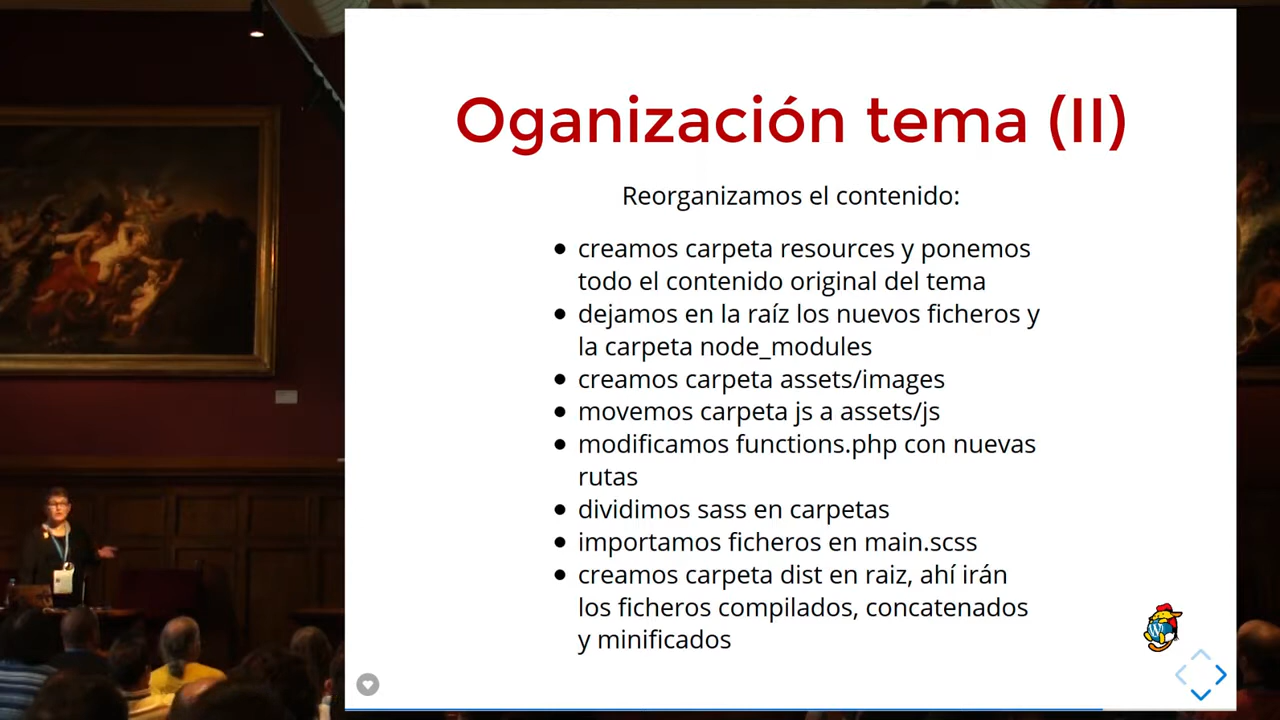 Oganización tema (II)
Reorganizamos el contenido:
creamos carpeta resources y ponemos
todo el contenido original del tema
dejamos en la raíz los nuevos ficheros y
la carpeta node_modules
creamos carpeta assets/images
movemos carpeta js a assets/js
modificamos functions.php con nuevas
rutas
dividimos sass en carpetas
importamos ficheros en main.scss
creamos carpeta dist en raiz, ahí irán
los ficheros compilados, concatenados
y minificados